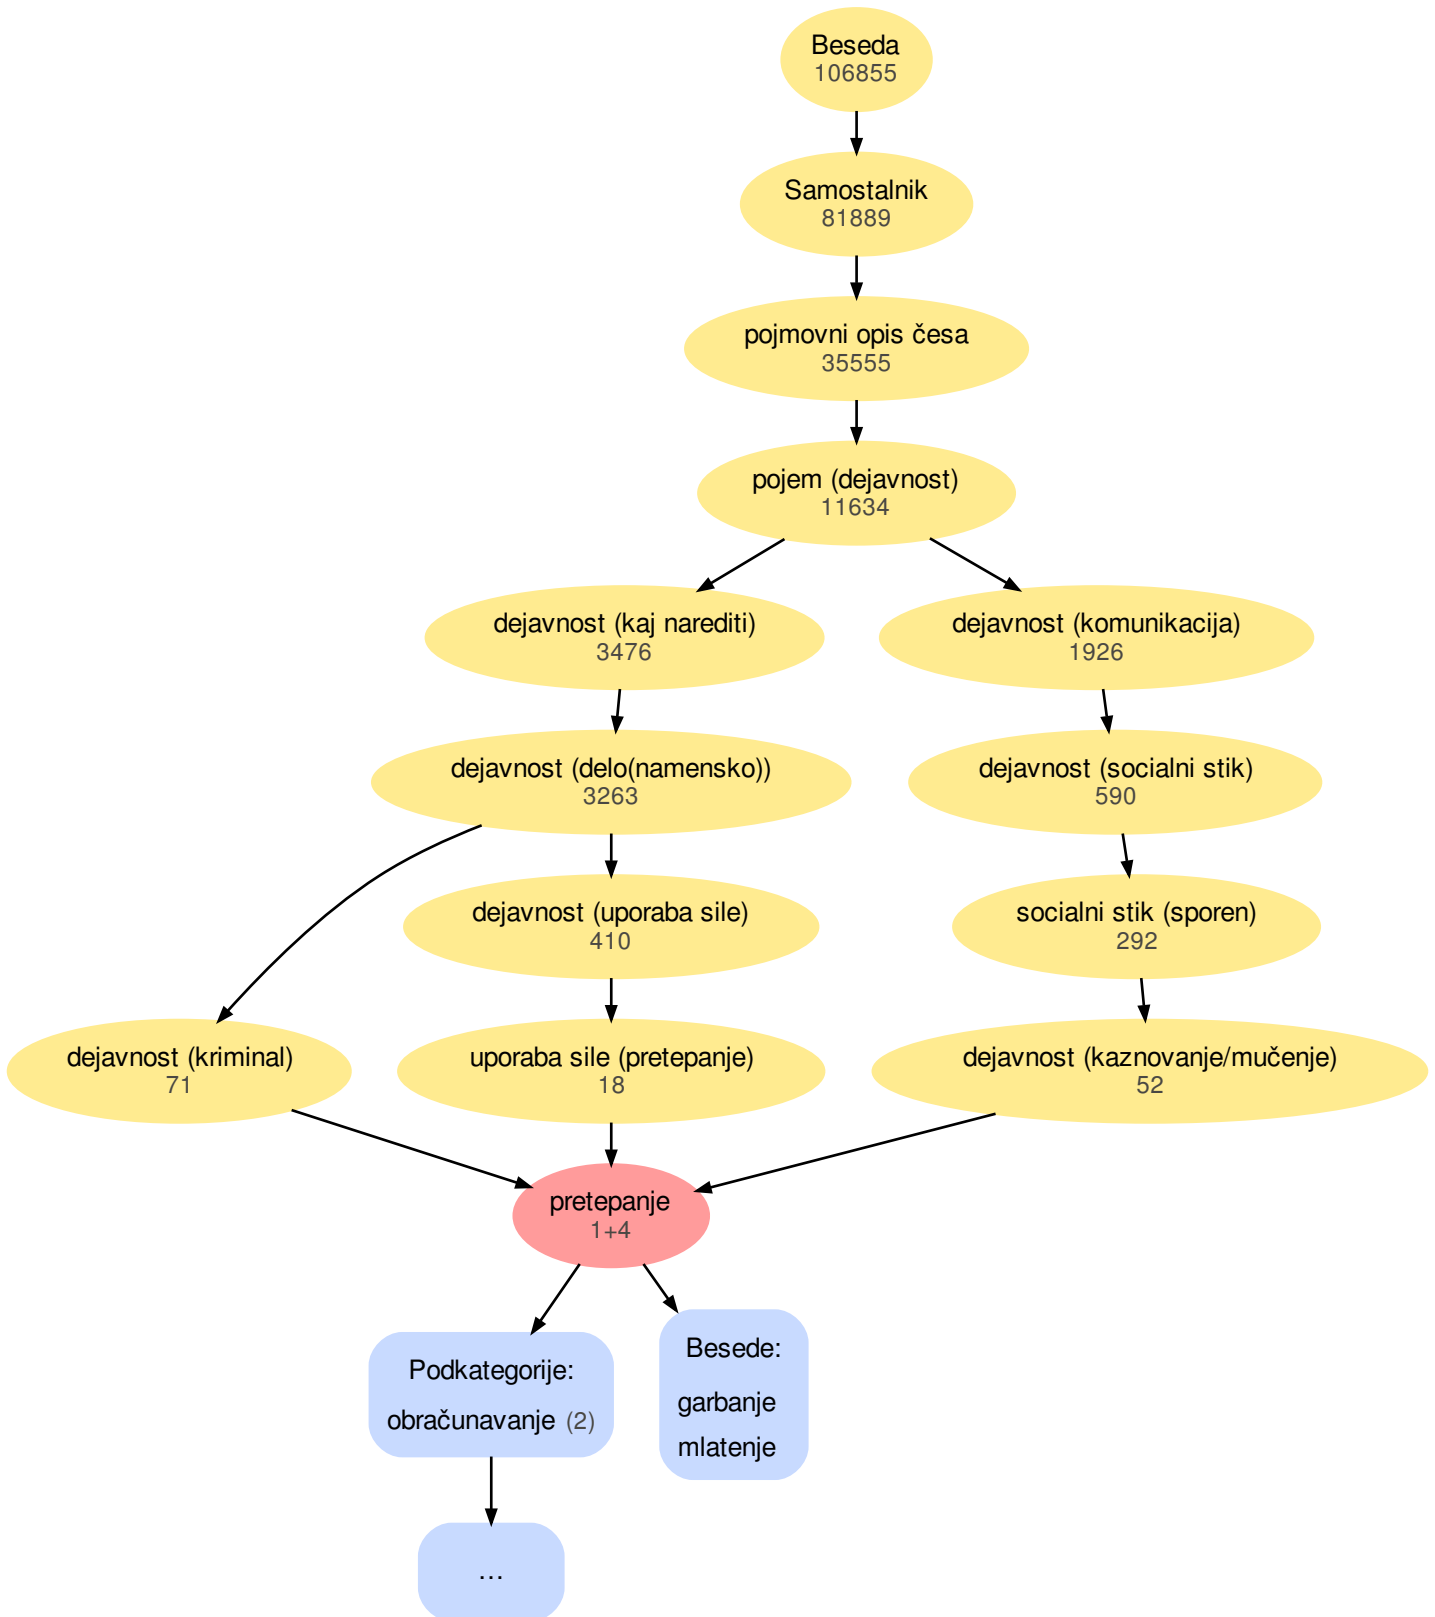 Beseda
106855
Samostalnik
81889
pojmovni opis česa
35555
pojem (dejavnost)
11634
dejavnost (kaj narediti)
3476
dejavnost (komunikacija)
1926
dejavnost (delo(namensko))
3263
dejavnost (socialni stik)
590
dejavnost (uporaba sile)
410
socialni stik (sporen)
292
dejavnost (kriminal)
71
uporaba sile (pretepanje)
18
dejavnost (kaznovanje/mučenje)
52
pretepanje
1+4
Podkategorije:
obračunavanje (2)
Besede:
garbanje
mlatenje
…